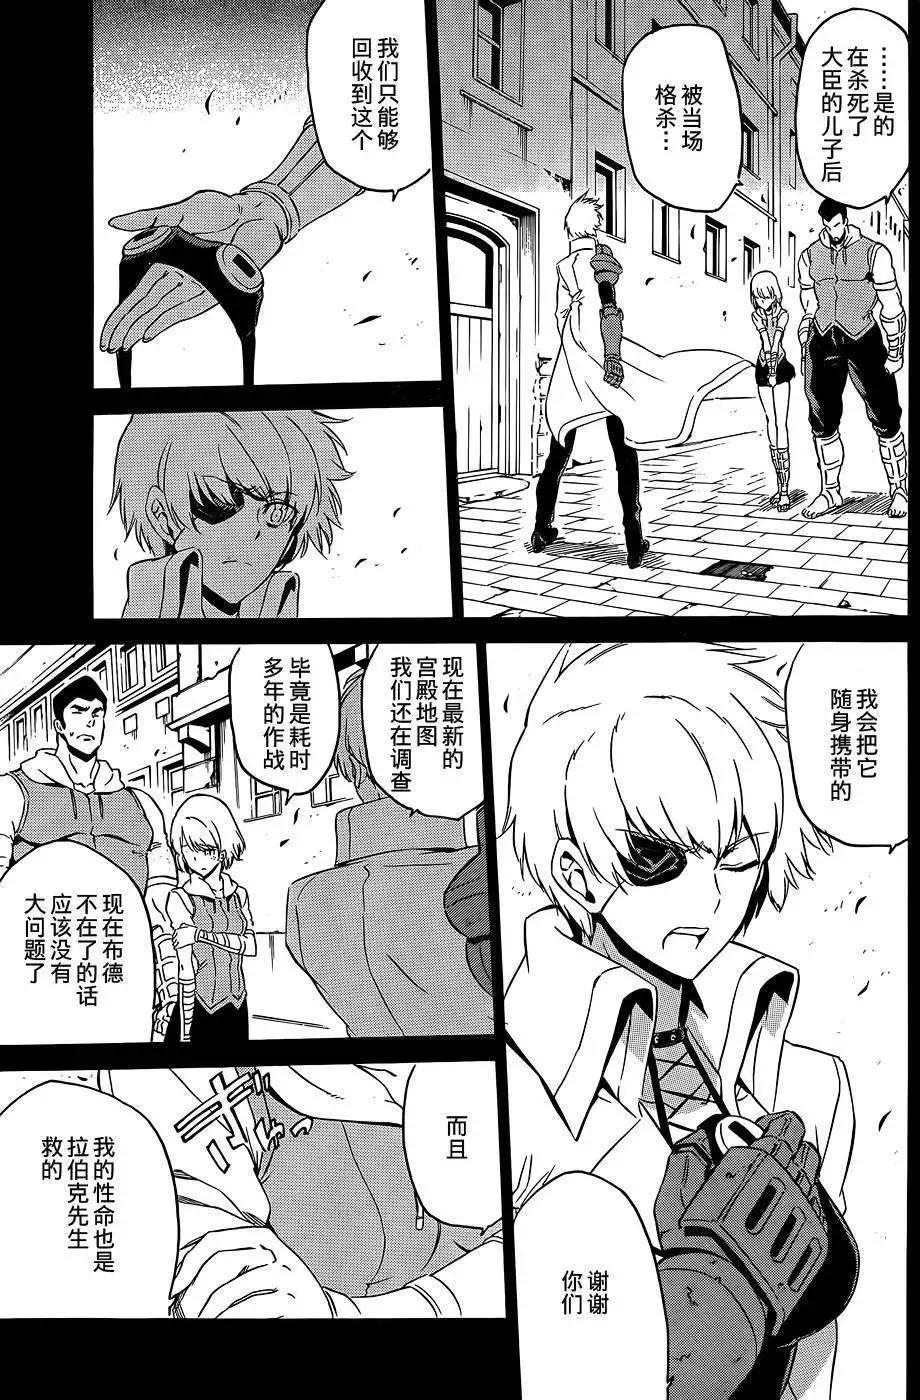 ……是的
在杀死了
大臣的儿子后
被当场
格杀…
我们只能够
回收到这个
我会把它
随身携带的
谢谢
你们
现在最新的
宫殿地图
我们还在调查
毕竟是耗时
多年的作战
现在布德
不在了的话
应该没有
大问题了
而且
我的性命也是
拉伯克先生
救的
ギュッ